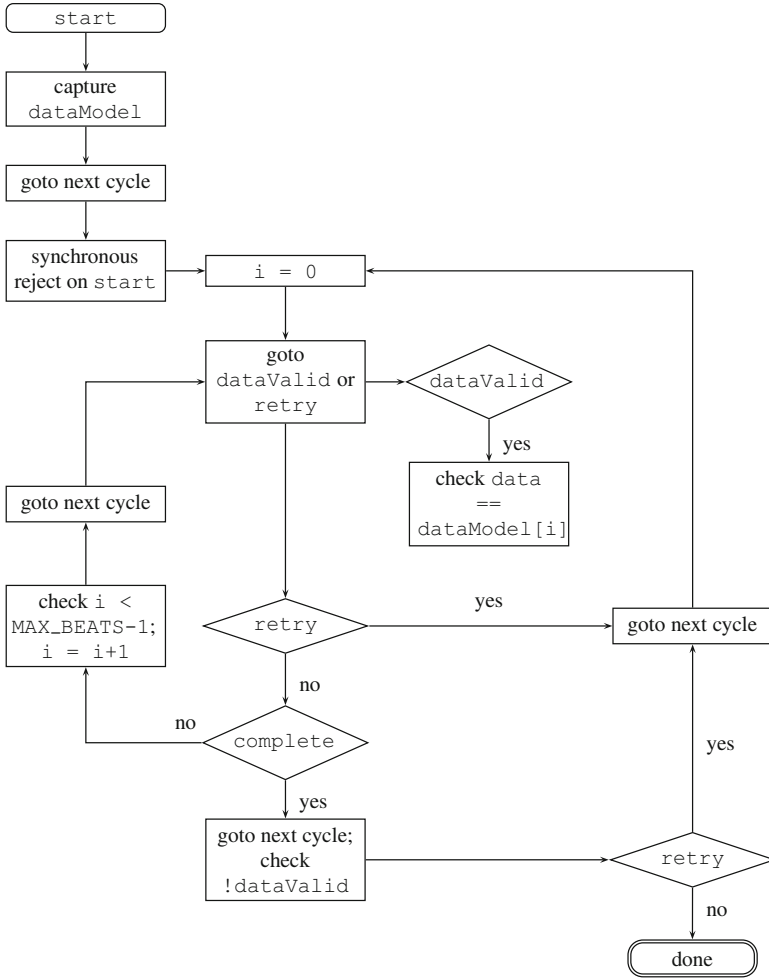 start
capture
dataModel
goto next cycle
synchronous
reject on start
i = 0
goto
dataValid or
retry
dataValid
yes
check data
==
dataModel[i]
goto next cycle
check i <
MAX_BEATS-1;
i = i+1
retry
yes
goto next cycle
no
no
complete
yes
yes
goto next cycle;
check
!dataValid
retry
no
done